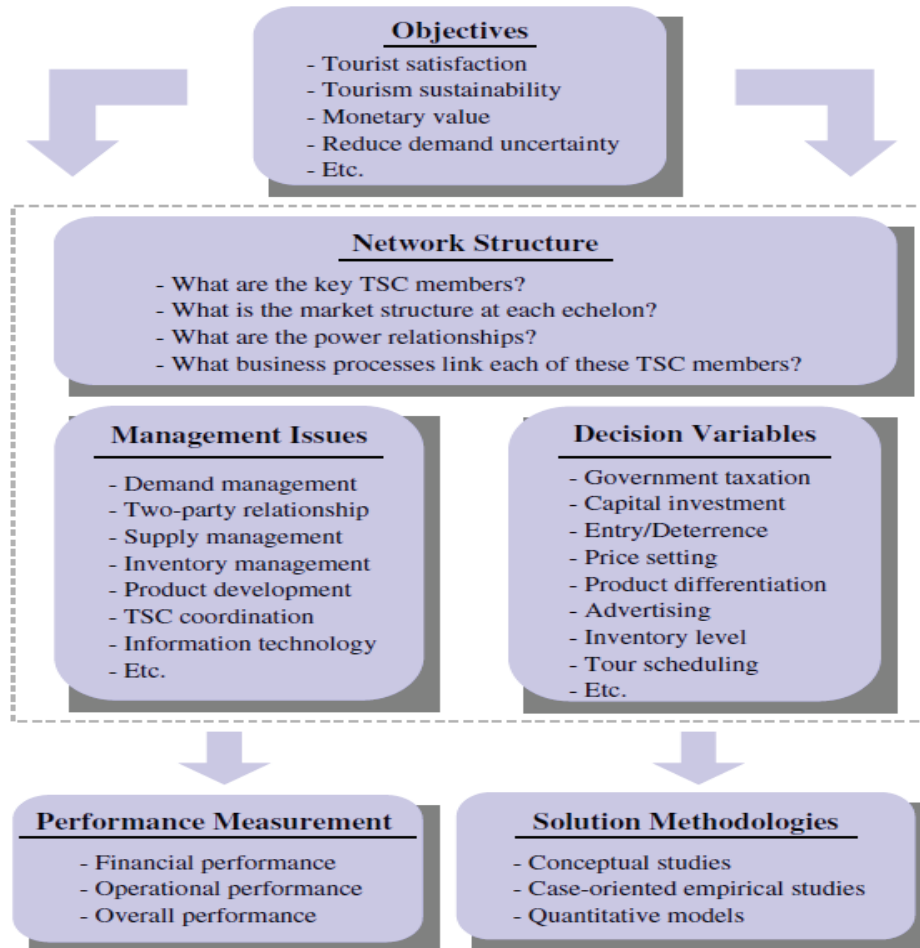 Objectives
- Tourist satisfaction
- Tourism sustainability
- Monetary value
- Reduce demand uncertainty
- Etc.
Network Structure
- What are the key TSC members?
- What is the market structure at each echelon?
- What are the power relationships?
- What business processes link each of these TSC members?
Management Issues
- Demand management
- Two-party relationship
- Supply management
- Inventory management
- Product development
- TSC coordination
- Information technology
- Etc.
Decision Variables
- Government taxation
- Capital investment
- Entry/Deterrence
- Price setting
- Product differentiation
- Advertising
- Inventory level
- Tour scheduling
- Etc.
Performance Measurement
- Financial performance
- Operational performance
- Overall performance
Solution Methodologies
- Conceptual studies
- Case-oriented empirical studies
- Quantitative models